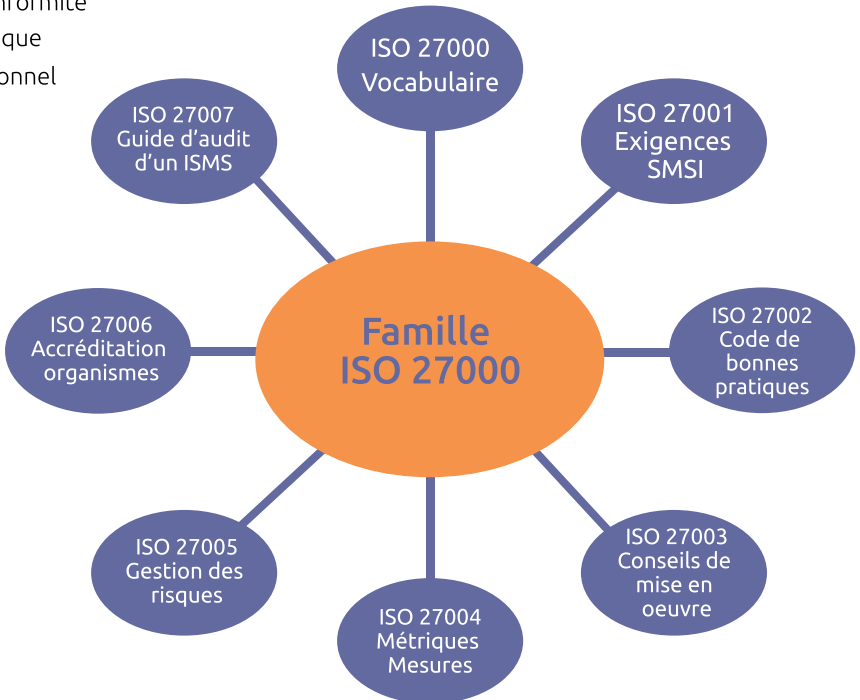 nformité
que
onnel
ISO 27000
Vocabulaire
ISO 27001
Exigences
SMSI
ISO 27002
Code de
bonnes
pratiques
ISO 27003
Conseils de
mise en
oeuvre
ISO 27004
Métriques
Mesures
ISO 27005
Gestion des
risques
ISO 27006
Accréditation
organismes
ISO 27007
Guide d’audit
d’un ISMS
Famille
ISO 27000